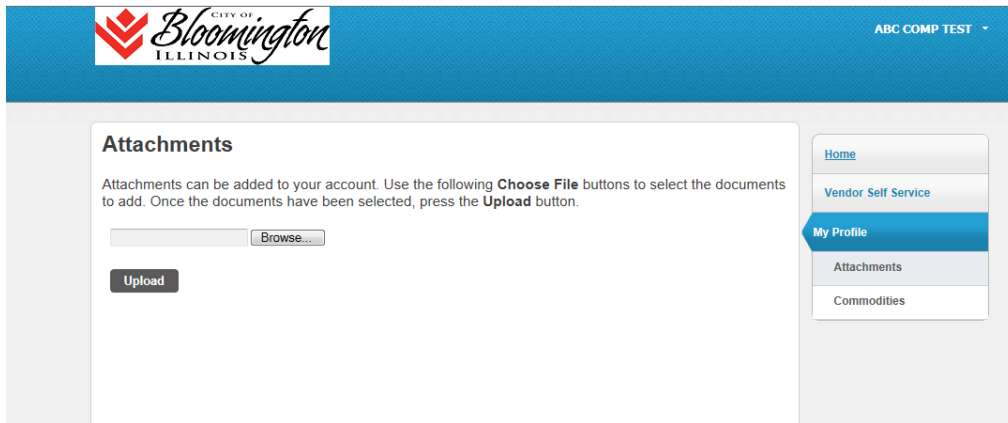 CITY OF
Bloomington
ILLINOIS
ABC COMP TEST
Attachments
Attachments can be added to your account. Use the following Choose File buttons to select the documents
to add. Once the documents have been selected, press the Upload button.
Browse...
Upload
Home
Vendor Self Service
My Profile
Attachments
Commodities